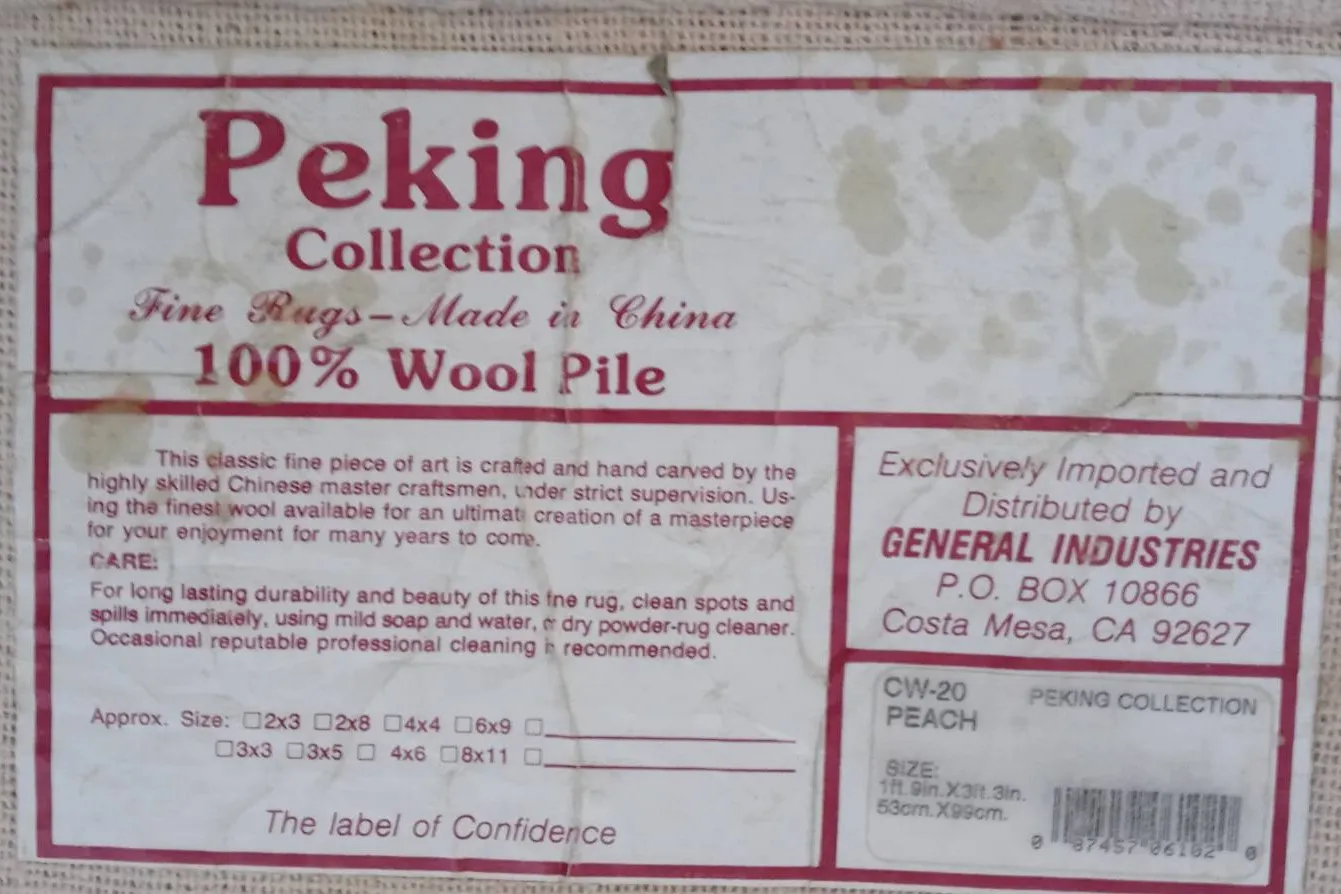 Peking
Collection
Fine Rugs – Made in China
100% Wool Pile
This classic fine piece of art is crafted and hand carved by the
highly skilled Chinese master craftsmen, under strict supervision. Us-
ing the finest wool available for an ultimate creation of a masterpiece
for your enjoyment for many years to come.
CARE:
For long lasting durability and beauty of this fine rug, clean spots and
spills immediately, using mild soap and water, or dry powder-rug cleaner.
Occasional reputable professional cleaning is recommended.
Approx. Size: ☐2x3 ☐2x8 ☐4x4 ☐6x9 ☐
☐3x3 ☐3x5 ☐ 4x6 ☐8x11 ☐
The label of Confidence
Exclusively Imported and
Distributed by
GENERAL INDUSTRIES
P.O. BOX 10866
Costa Mesa, CA 92627
CW-20 PEKING COLLECTION
PEACH
SIZE:
1ft.9in.X3ft.3in.
53cm.X99cm.
0 87457 06182 0